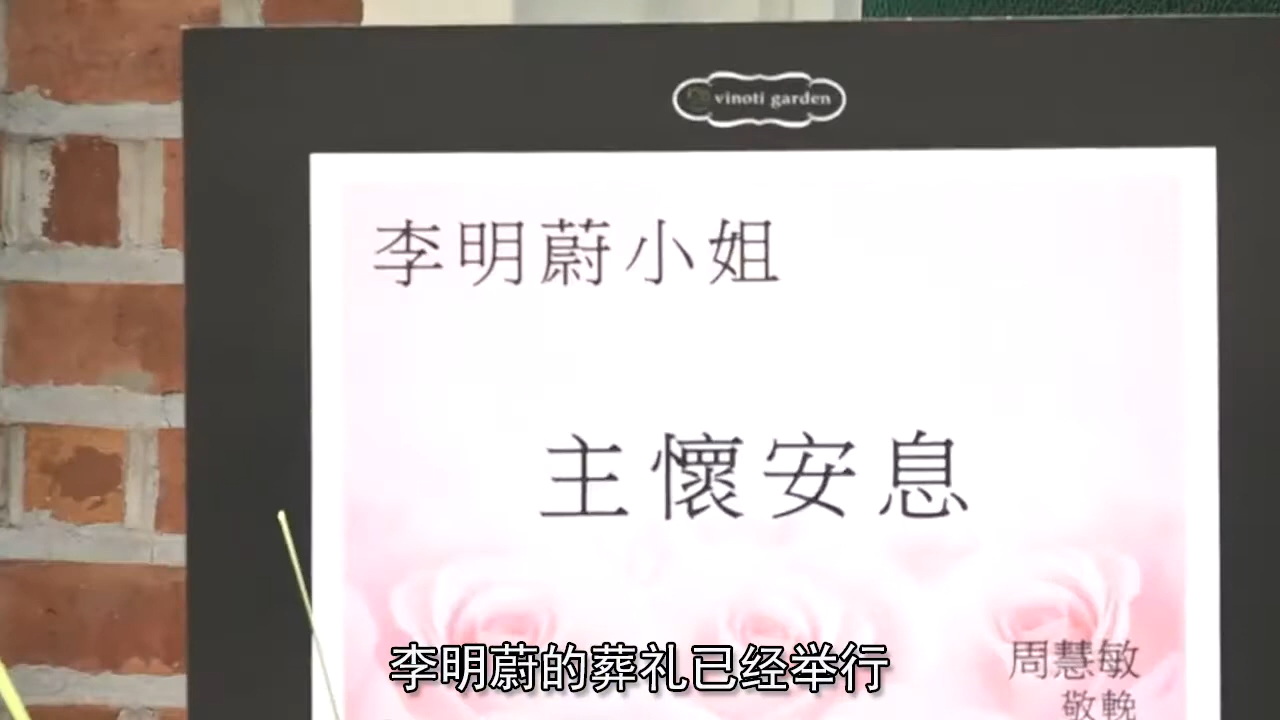 vinoti garden
李明蔚小姐
主懷安息
周慧敏
敬輓
李明蔚的葬礼已经举行